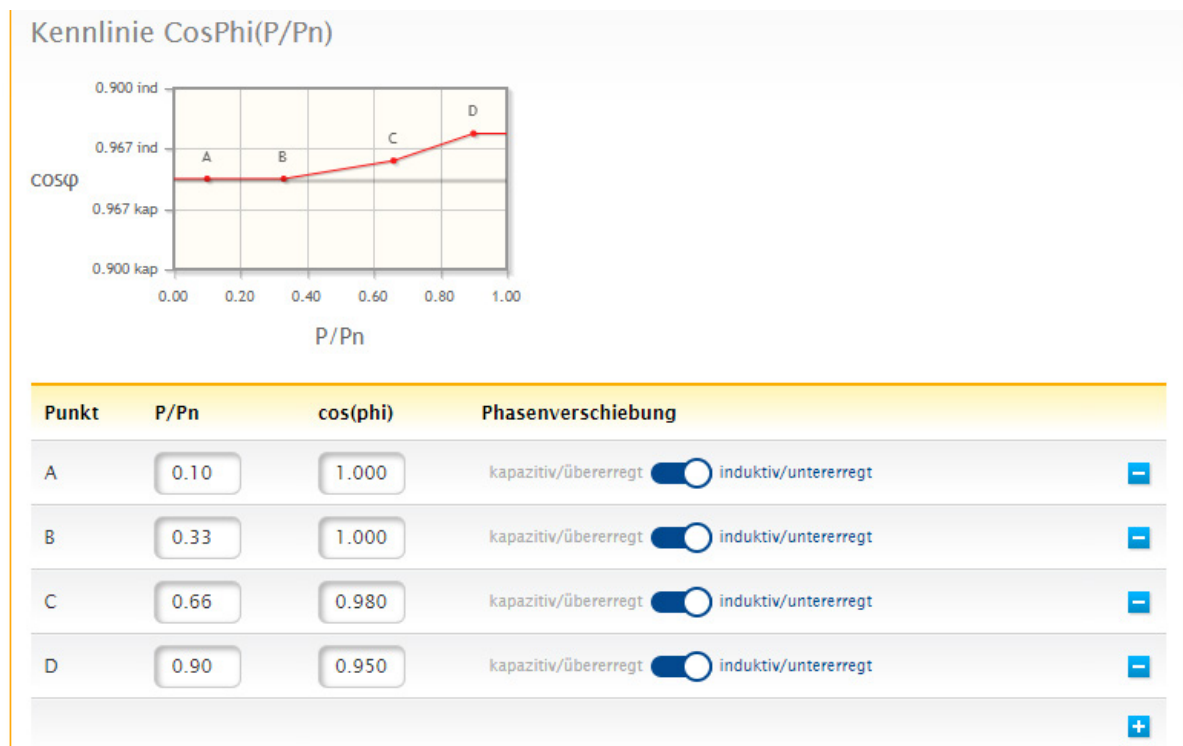 Kennlinie CosPhi(P/Pn)
0.900 ind
D
C
0.967 ind
A B
cosφ
0.967 kap
0.900 kap
0.00 0.20 0.40 0.60 0.80 1.00
P/Pn
Punkt P/Pn cos(phi) Phasenverschiebung
A 0.10 1.000 kapazitiv/übererregt induktiv/untererregt
B 0.33 1.000 kapazitiv/übererregt induktiv/untererregt
C 0.66 0.980 kapazitiv/übererregt induktiv/untererregt
D 0.90 0.950 kapazitiv/übererregt induktiv/untererregt